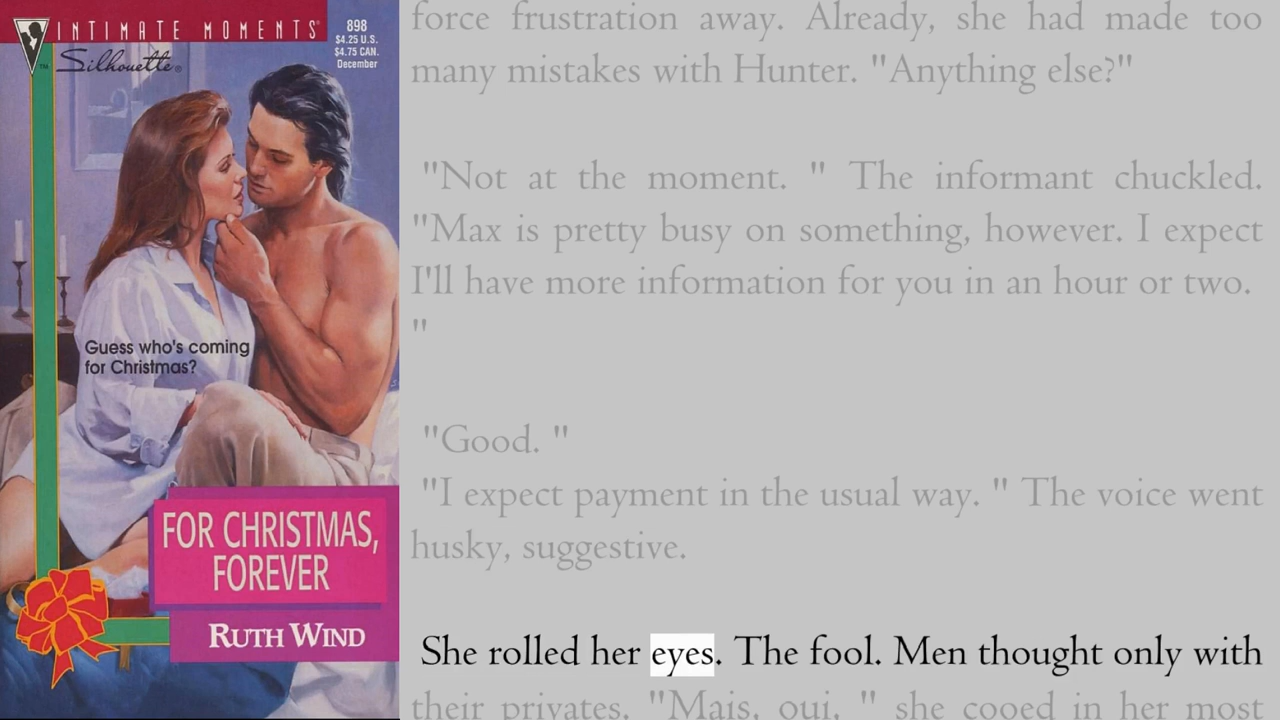 INTIMATE MOMENTS®
898
$4.25 U.S.
$4.75 CAN.
December
TM
Silhouette®
Guess who's coming
for Christmas?
FOR CHRISTMAS,
FOREVER
RUTH WIND
force frustration away. Already, she had made too
many mistakes with Hunter. "Anything else?"
"Not at the moment. " The informant chuckled.
"Max is pretty busy on something, however. I expect
I'll have more information for you in an hour or two.
"
"Good. "
"I expect payment in the usual way. " The voice went
husky, suggestive.
She rolled her eyes. The fool. Men thought only with
their privates. "Mais, oui, " she cooed in her most